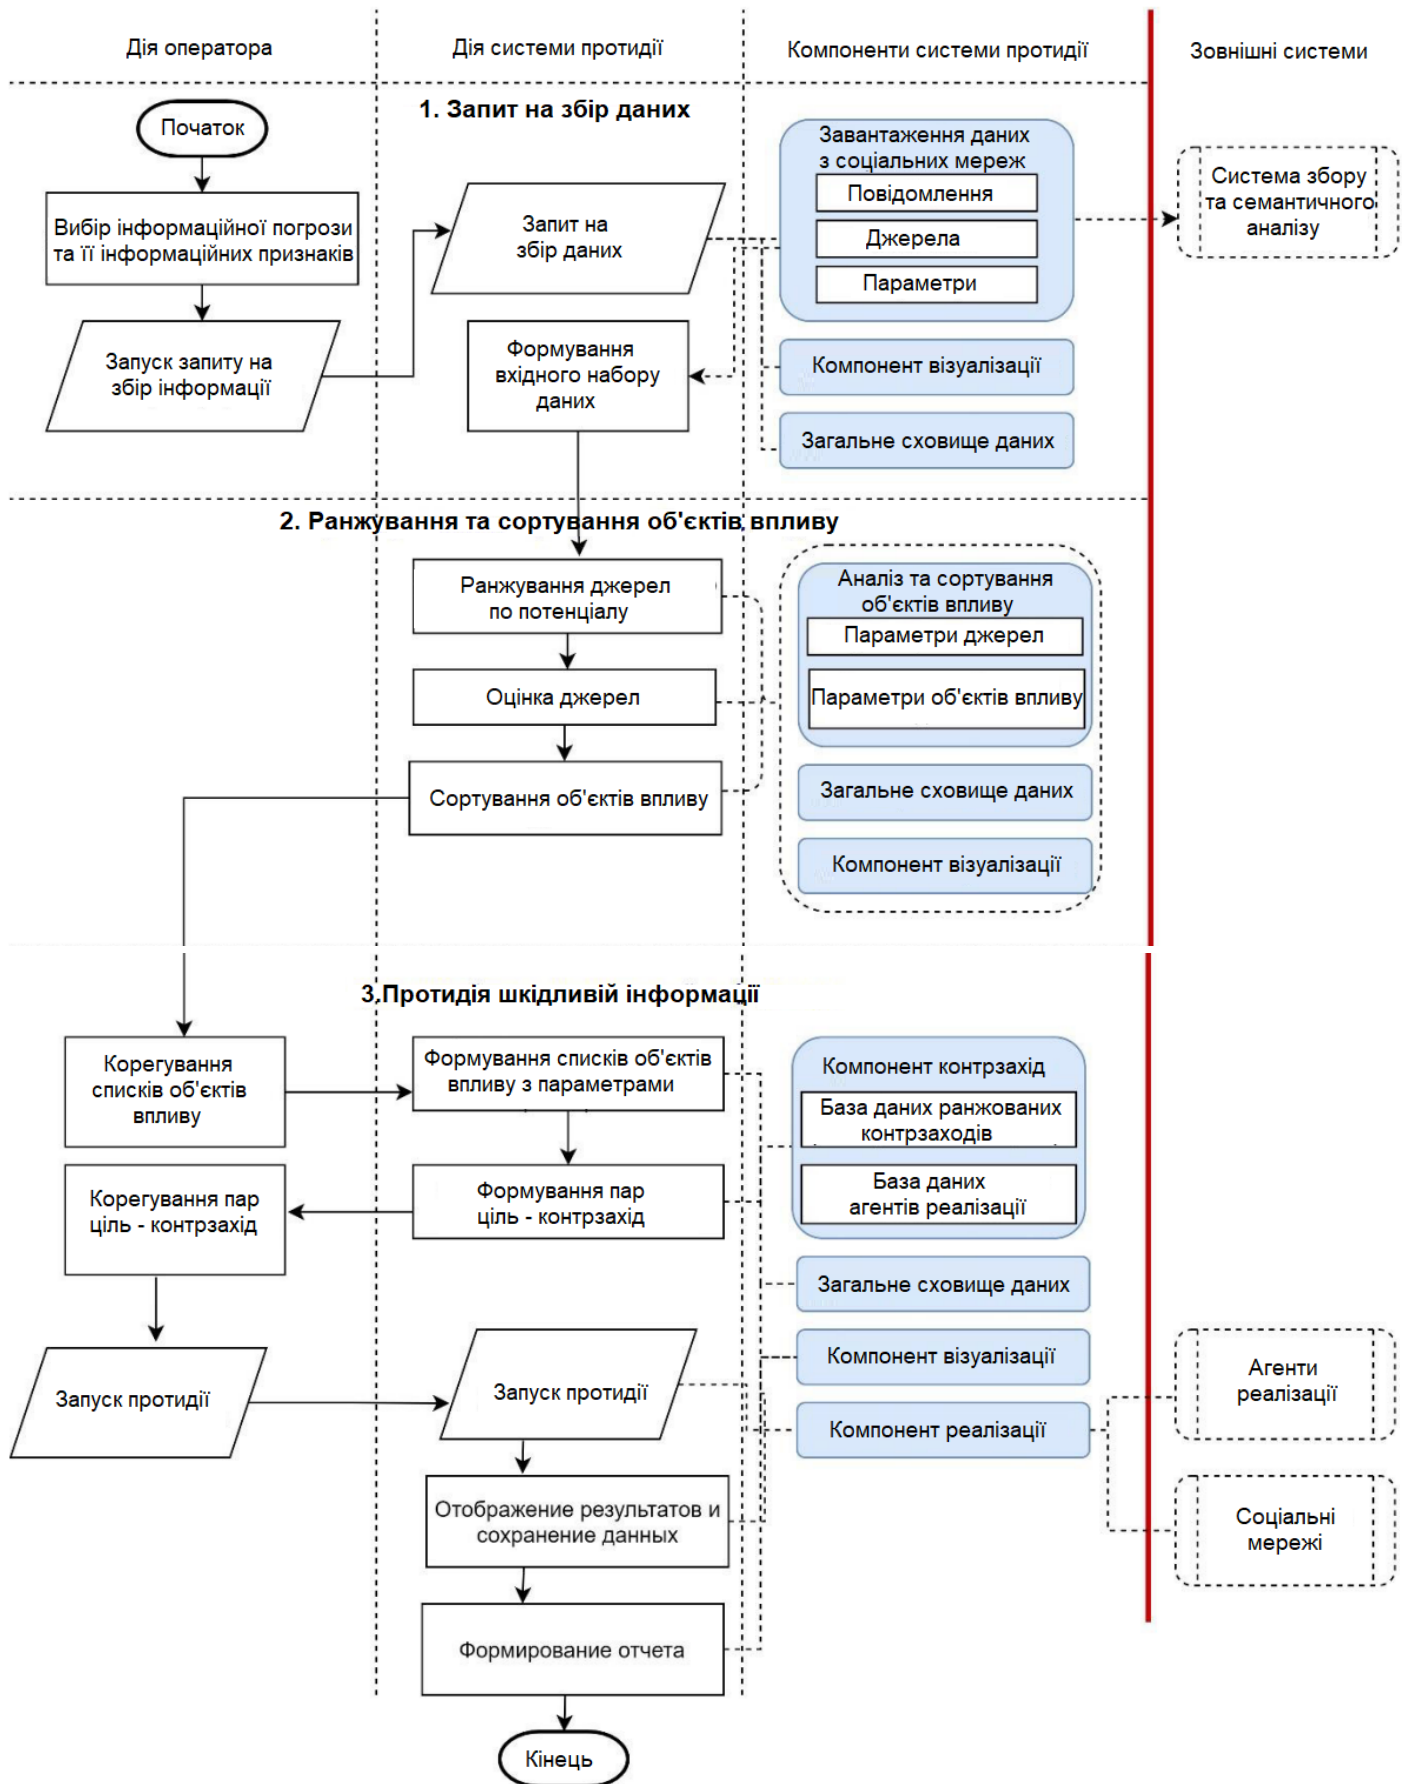 Дія оператора
Дія системи протидії
Компоненти системи протидії
Зовнішні системи
1. Запит на збір даних
Початок
Вибір інформаційної погрози
та її інформаційних признаків
Запуск запиту на
збір інформації
Запит на
збір даних
Формування
вхідного набору
даних
Завантаження даних
з соціальних мереж
Повідомлення
Джерела
Параметри
Компонент візуалізації
Загальне сховище даних
Система збору
та семантичного
аналізу
2. Ранжування та сортування об'єктів впливу
Ранжування джерел
по потенціалу
Оцінка джерел
Сортування об'єктів впливу
Аналіз та сортування
об'єктів впливу
Параметри джерел
Параметри об'єктів впливу
Загальне сховище даних
Компонент візуалізації
3.Протидія шкідливій інформації
Корегування
списків об'єктів
впливу
Формування списків об'єктів
впливу з параметрами
Корегування пар
ціль - контрзахід
Формування пар
ціль - контрзахід
Компонент контрзахід
База даних ранжованих
контрзаходів
База даних
агентів реалізації
Загальне сховище даних
Компонент візуалізації
Компонент реалізації
Запуск протидії
Запуск протидії
Отображение результатов и
сохранение данных
Формирование отчета
Кінець
Агенти
реалізації
Соціальні
мережі